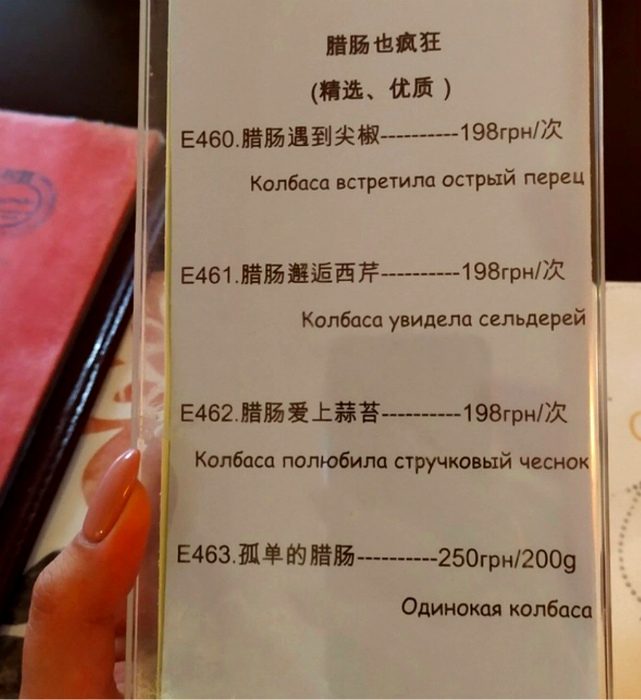 腊肠也疯狂
(精选、优质)
E460.腊肠遇到尖椒----------198грн/次
Колбаса встретила острый перец
E461.腊肠邂逅西芹----------198грн/次
Колбаса увидела сельдерей
E462.腊肠爱上蒜苔----------198грн/次
Колбаса полюбила стручковый чеснок
E463.孤单的腊肠----------250грн/200g
Одинокая колбаса